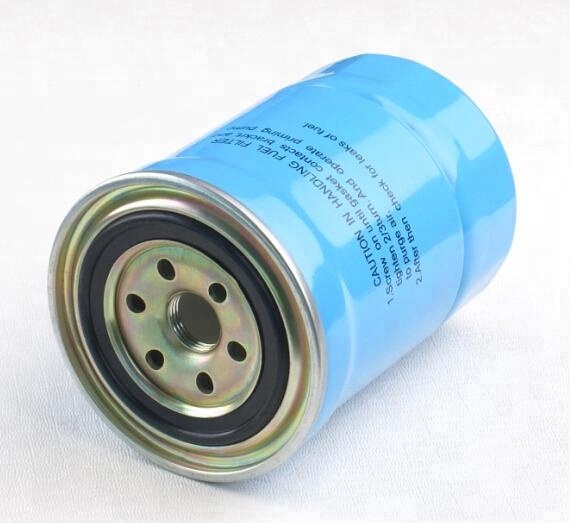 CAUTION IN HANDLING FUEL FILTER
1.Screw on until gasket contacts bracket, and
tighten 2/3turn. And operate priming pump
to purge air.
2.After then check for leaks of fuel.